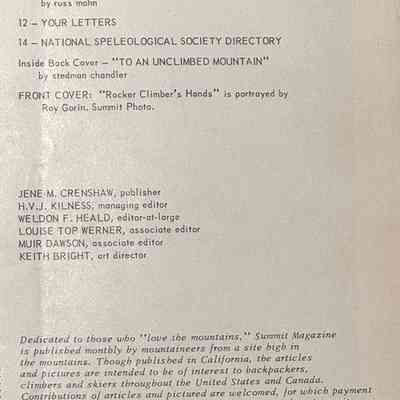 by russ mohn
12 – YOUR LETTERS
14 – NATIONAL SPELEOLOGICAL SOCIETY DIRECTORY
Inside Back Cover – "TO AN UNCLIMBED MOUNTAIN"
by stedman chandler
FRONT COVER: "Rocker Climber's Hands" is portrayed by
Roy Gorin. Summit Photo.
JENE M. CRENSHAW, publisher
H.V.J. KILNESS, managing editor
WELDON F. HEALD, editor-at-large
LOUISE TOP WERNER, associate editor
MUIR DAWSON, associate editor
KEITH BRIGHT, art director
Dedicated to those who "love the mountains," Summit Magazine
is published monthly by mountaineers from a site high in
the mountains. Though published in California, the articles
and pictures are intended to be of interest to backpackers,
climbers and skiers throughout the United States and Canada.
Contributions of articles and pictured are welcomed, for which payment